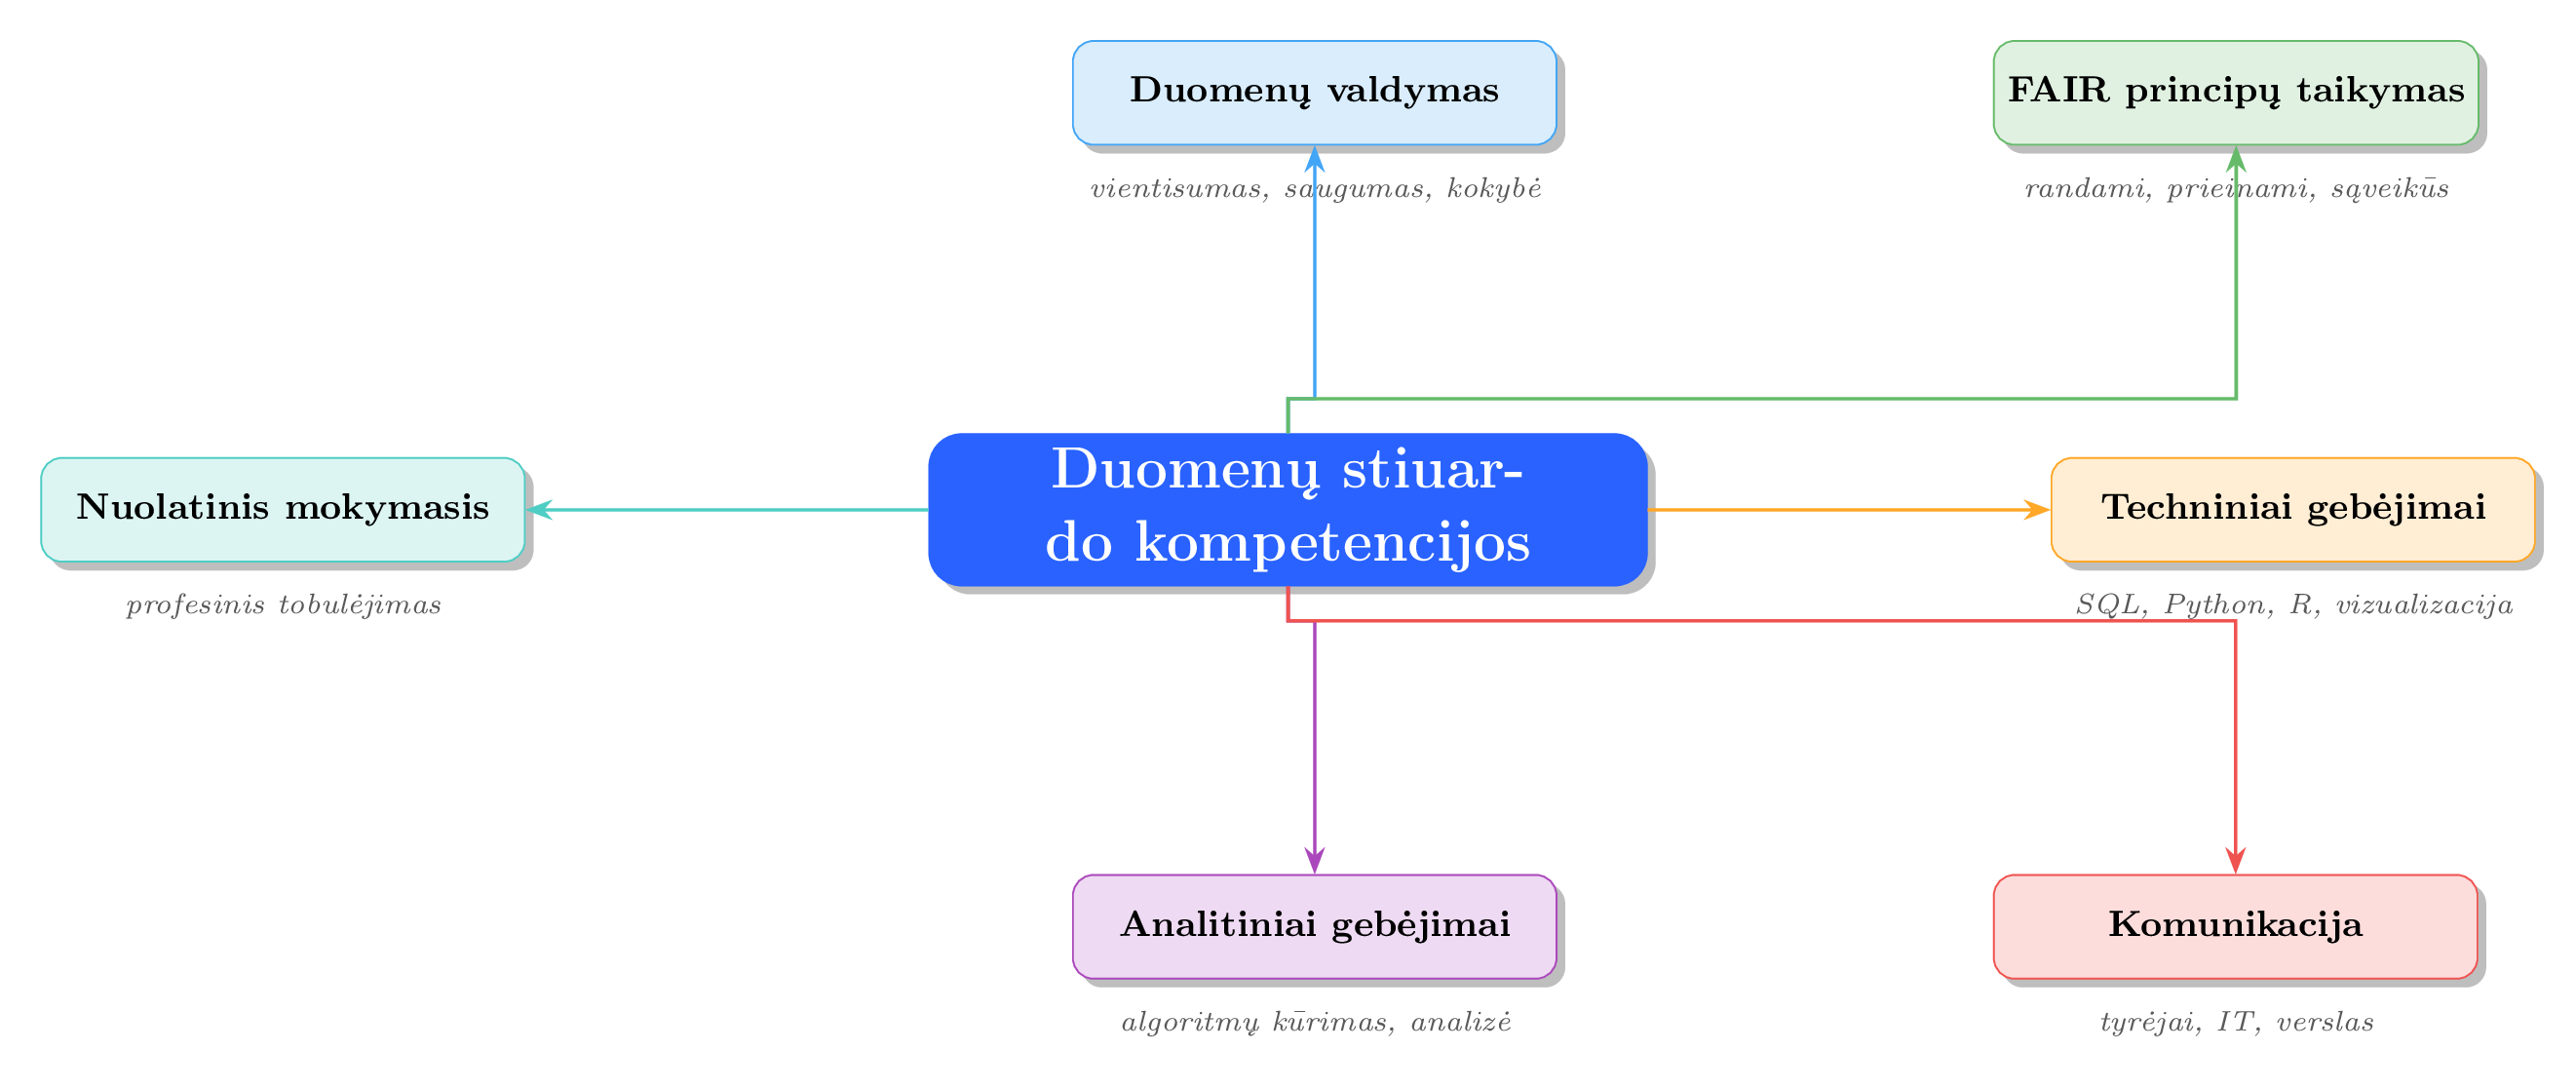 Duomenų valdymas
FAIR principų taikymas
vientisumas, saugumas, kokybė
randami, prieinami, sąveikūs
Duomenų stiuar-
do kompetencijos
Nuolatinis mokymasis
Techniniai gebėjimai
profesinis tobulėjimas
SQL, Python, R, vizualizacija
Analitiniai gebėjimai
Komunikacija
algoritmų kūrimas, analizė
tyrėjai, IT, verslas